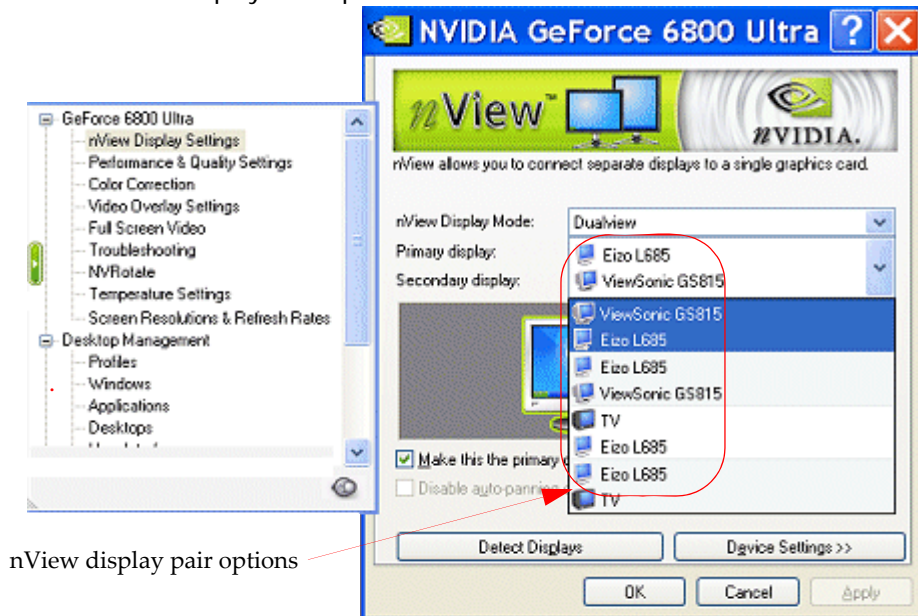 NVIDIA GeForce 6800 Ultra
nView™
NVIDIA.
nView allows you to connect separate displays to a single graphics card.
GeForce 6800 Ultra
nView Display Settings
Performance & Quality Settings
Color Correction
Video Overlay Settings
Full Screen Video
Troubleshooting
NVRotate
Temperature Settings
Screen Resolutions & Refresh Rates
Desktop Management
Profiles
Windows
Applications
Desktops
nView Display Mode: Dualview
Primary display: Eizo L685
Secondary display: ViewSonic GS815
ViewSonic GS815
Eizo L685
Eizo L685
ViewSonic GS815
TV
Eizo L685
Eizo L685
TV
Make this the primary
Disable auto-panning
Detect Displays
Device Settings >>
OK
Cancel
Apply
nView display pair options